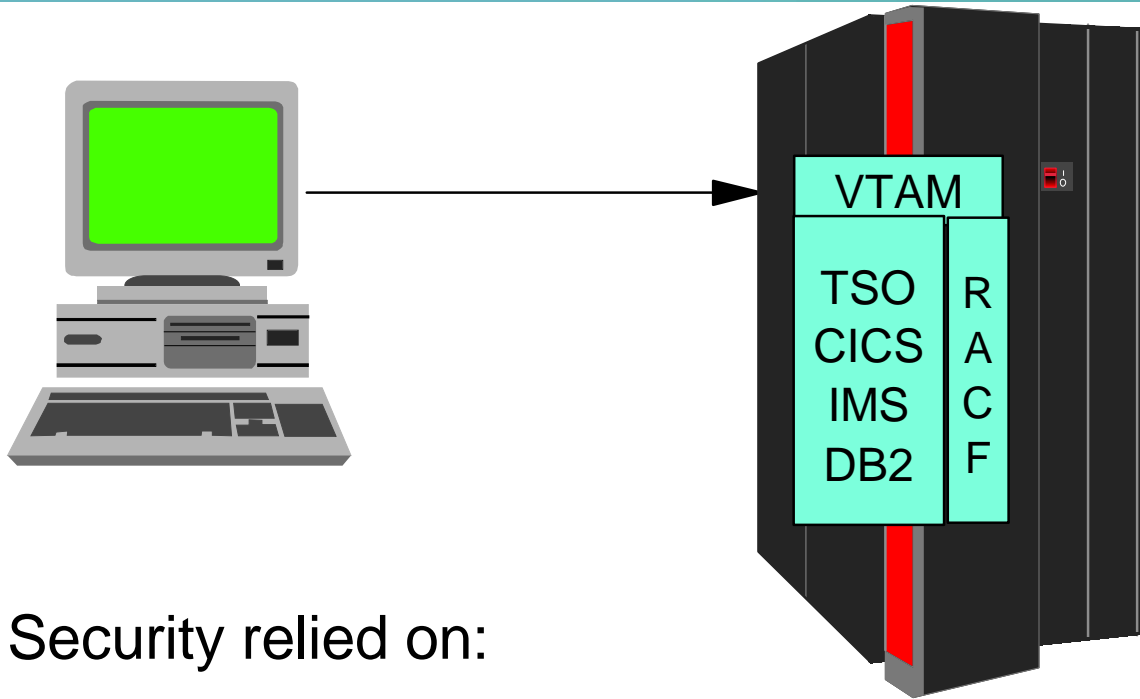 VTAM
TSO
CICS
IMS
DB2
R
A
C
F
I
O
Security relied on: